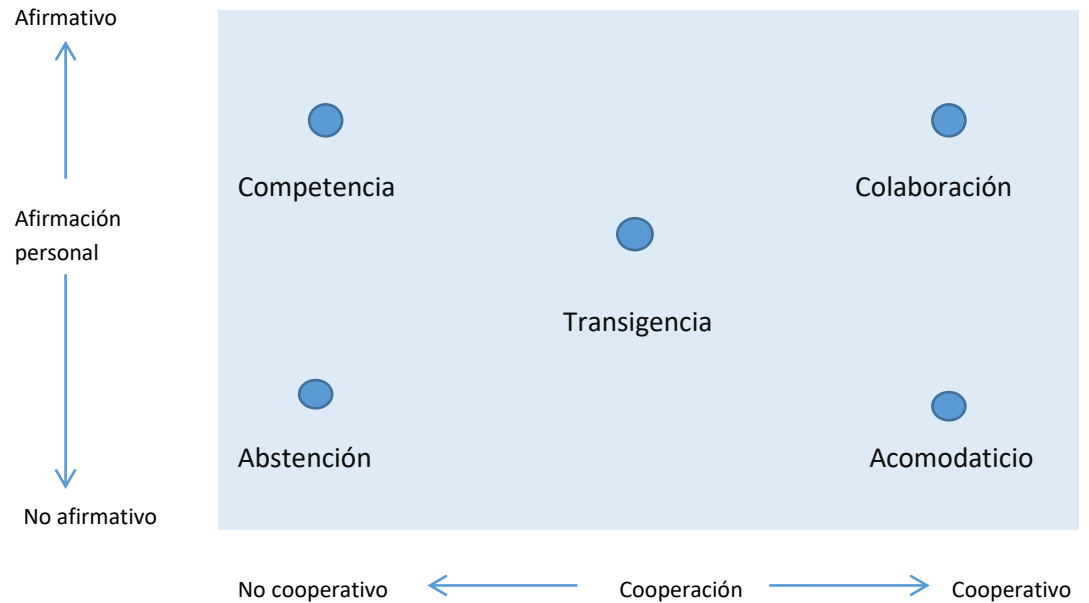 Afirmativo
Competencia
Colaboración
Afirmación
personal
Transigencia
Abstención
Acomodaticio
No afirmativo
No cooperativo
Cooperación
Cooperativo